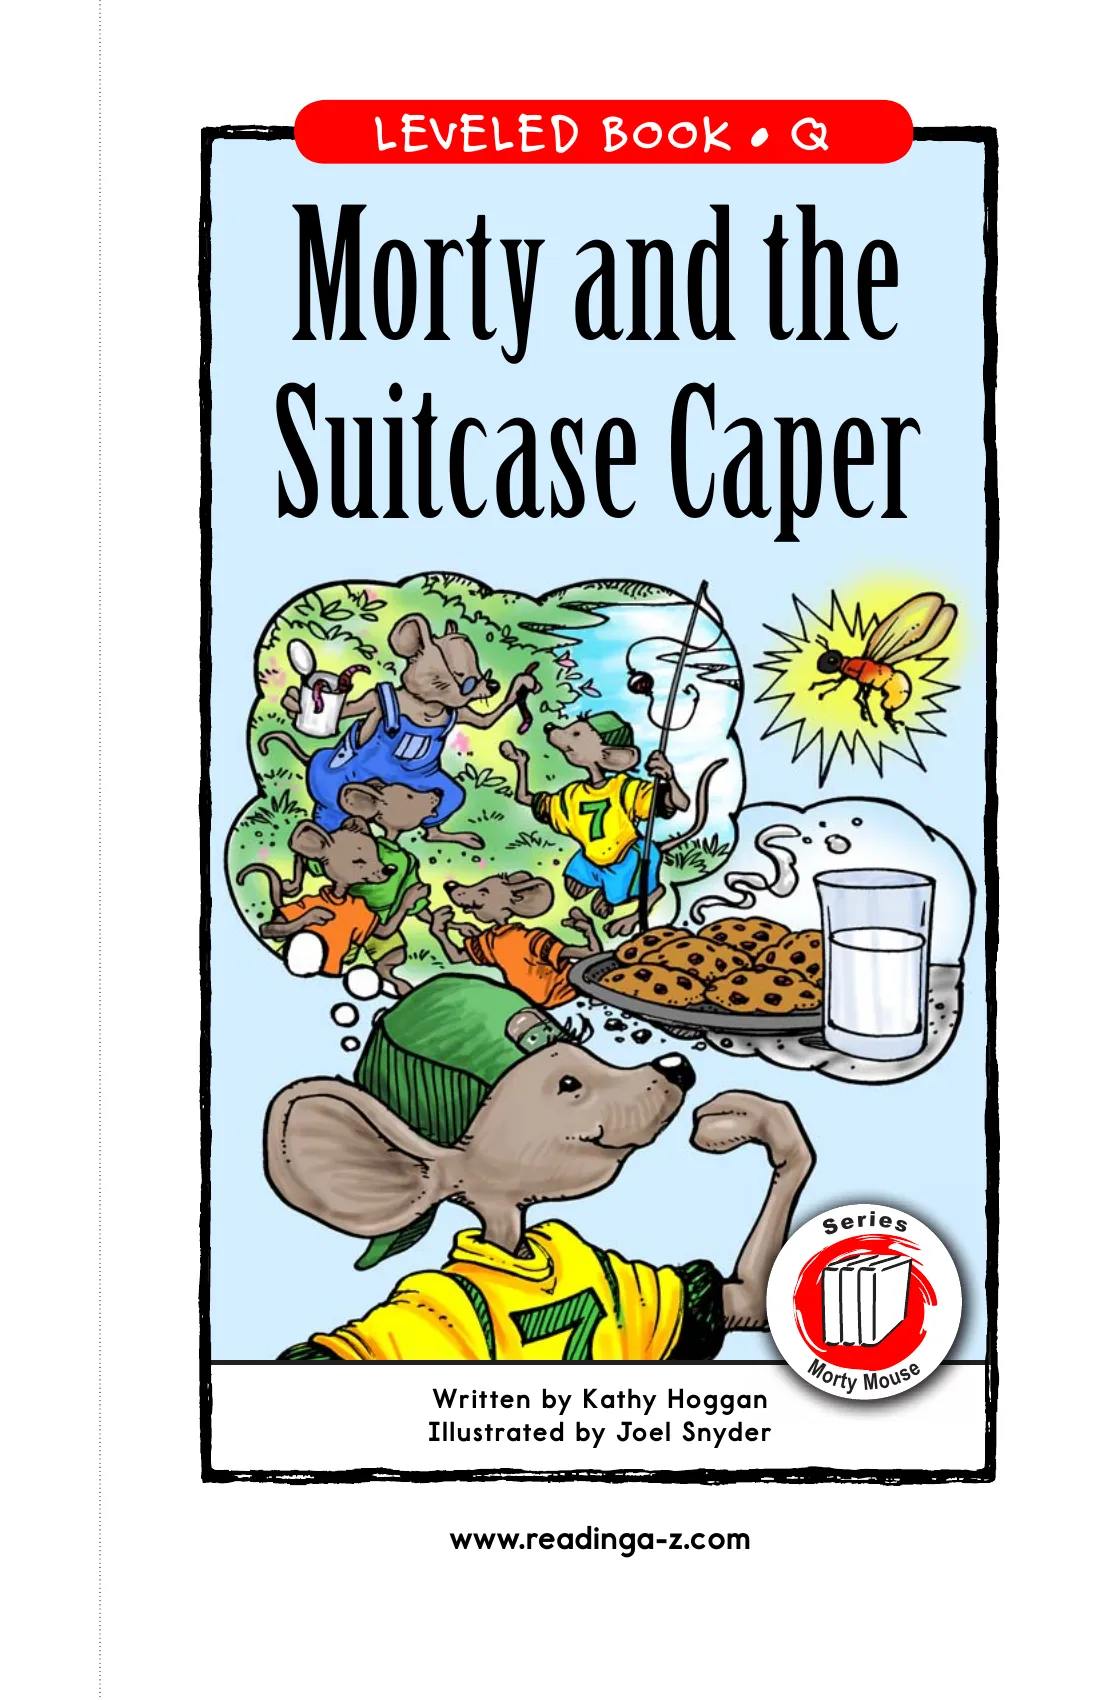 LEVELED BOOK • Q
Morty and the
Suitcase Caper
7
7
Series
Morty Mouse
Written by Kathy Hoggan
Illustrated by Joel Snyder
www.readinga-z.com